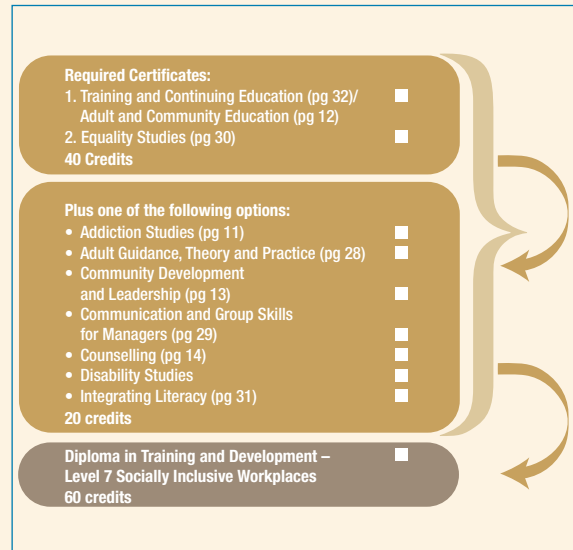 Required Certificates:
1. Training and Continuing Education (pg 32)/
Adult and Community Education (pg 12)
2. Equality Studies (pg 30)
40 Credits
Plus one of the following options:
• Addiction Studies (pg 11)
• Adult Guidance, Theory and Practice (pg 28)
• Community Development
and Leadership (pg 13)
• Communication and Group Skills
for Managers (pg 29)
• Counselling (pg 14)
• Disability Studies
• Integrating Literacy (pg 31)
20 credits
Diploma in Training and Development –
Level 7 Socially Inclusive Workplaces
60 credits